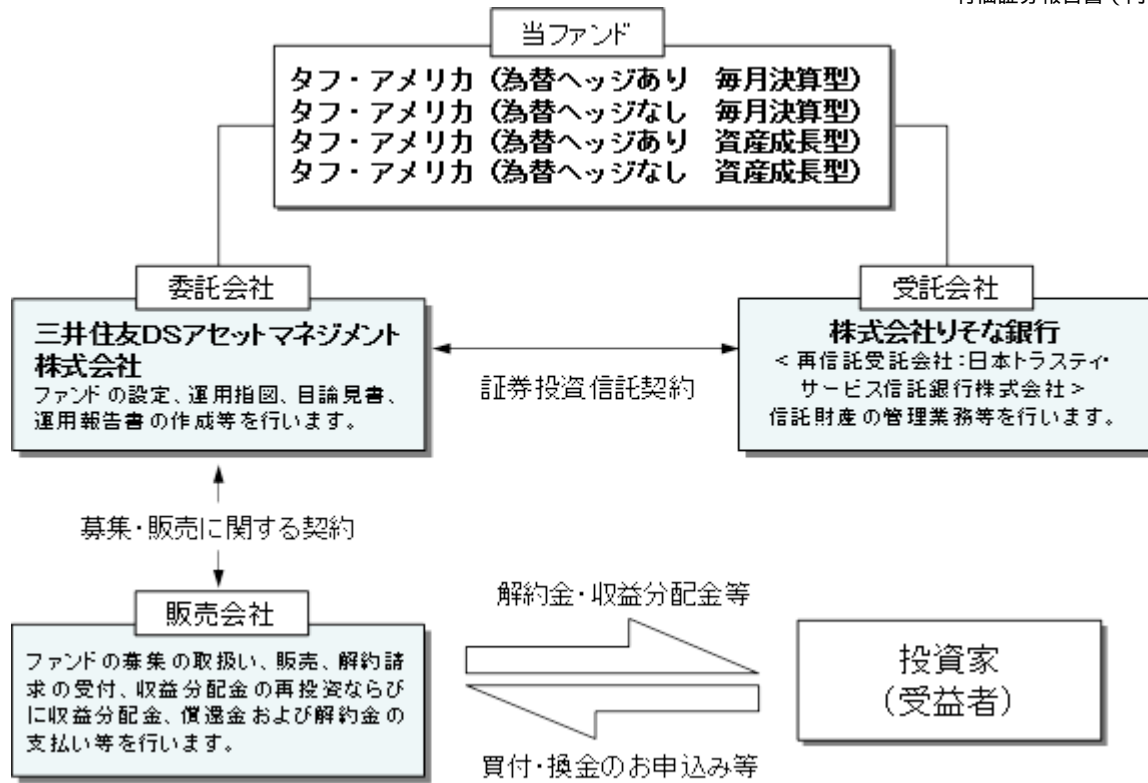 当ファンド
タフ・アメリカ（為替ヘッジあり　毎月決算型）
タフ・アメリカ（為替ヘッジなし　毎月決算型）
タフ・アメリカ（為替ヘッジあり　資産成長型）
タフ・アメリカ（為替ヘッジなし　資産成長型）
委託会社
三井住友DSアセットマネジメント
株式会社
ファンドの設定、運用指図、目論見書、
運用報告書の作成等を行います。
証券投資信託契約
受託会社
株式会社りそな銀行
＜再信託受託会社：日本トラスティ・
サービス信託銀行株式会社＞
信託財産の管理業務等を行います。
募集・販売に関する契約
販売会社
ファンドの募集の取扱い、販売、解約請
求の受付、収益分配金の再投資ならび
に収益分配金、償還金および解約金の
支払い等を行います。
解約金・収益分配金等
買付・換金のお申込み等
投資家
（受益者）